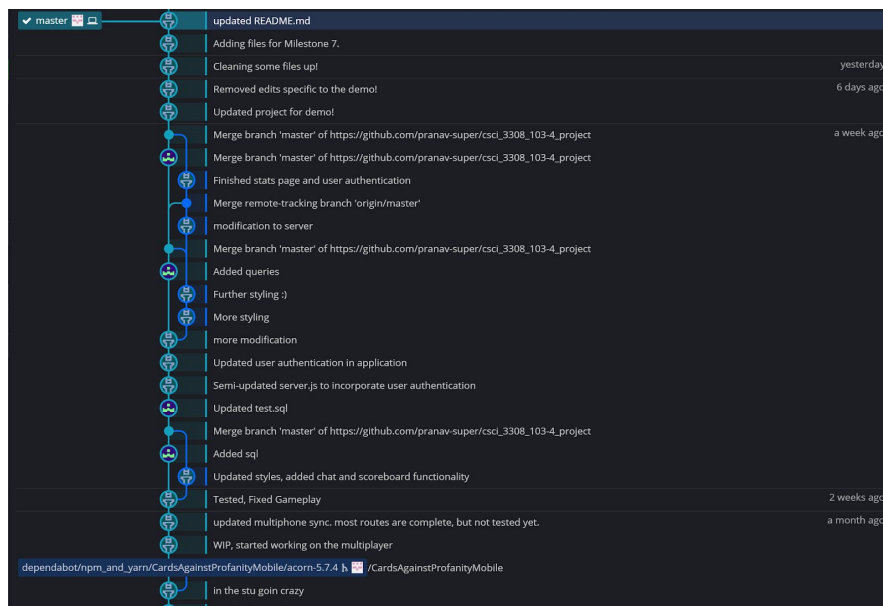 master
updated README.md
Adding files for Milestone 7.
Cleaning some files up! yesterday
Removed edits specific to the demo! 6 days ago
Updated project for demo!
Merge branch 'master' of https://github.com/pranav-super/csci_3308_103-4_project a week ago
Merge branch 'master' of https://github.com/pranav-super/csci_3308_103-4_project
Finished stats page and user authentication
Merge remote-tracking branch 'origin/master'
modification to server
Merge branch 'master' of https://github.com/pranav-super/csci_3308_103-4_project
Added queries
Further styling :)
More styling
more modification
Updated user authentication in application
Semi-updated server.js to incorporate user authentication
Updated test.sql
Merge branch 'master' of https://github.com/pranav-super/csci_3308_103-4_project
Added sql
Updated styles, added chat and scoreboard functionality
Tested, Fixed Gameplay 2 weeks ago
updated multiphone sync. most routes are complete, but not tested yet. a month ago
WIP, started working on the multiplayer
dependabot/npm_and_yarn/CardsAgainstProfanityMobile/acorn-5.7.4 /CardsAgainstProfanityMobile
in the stu goin crazy